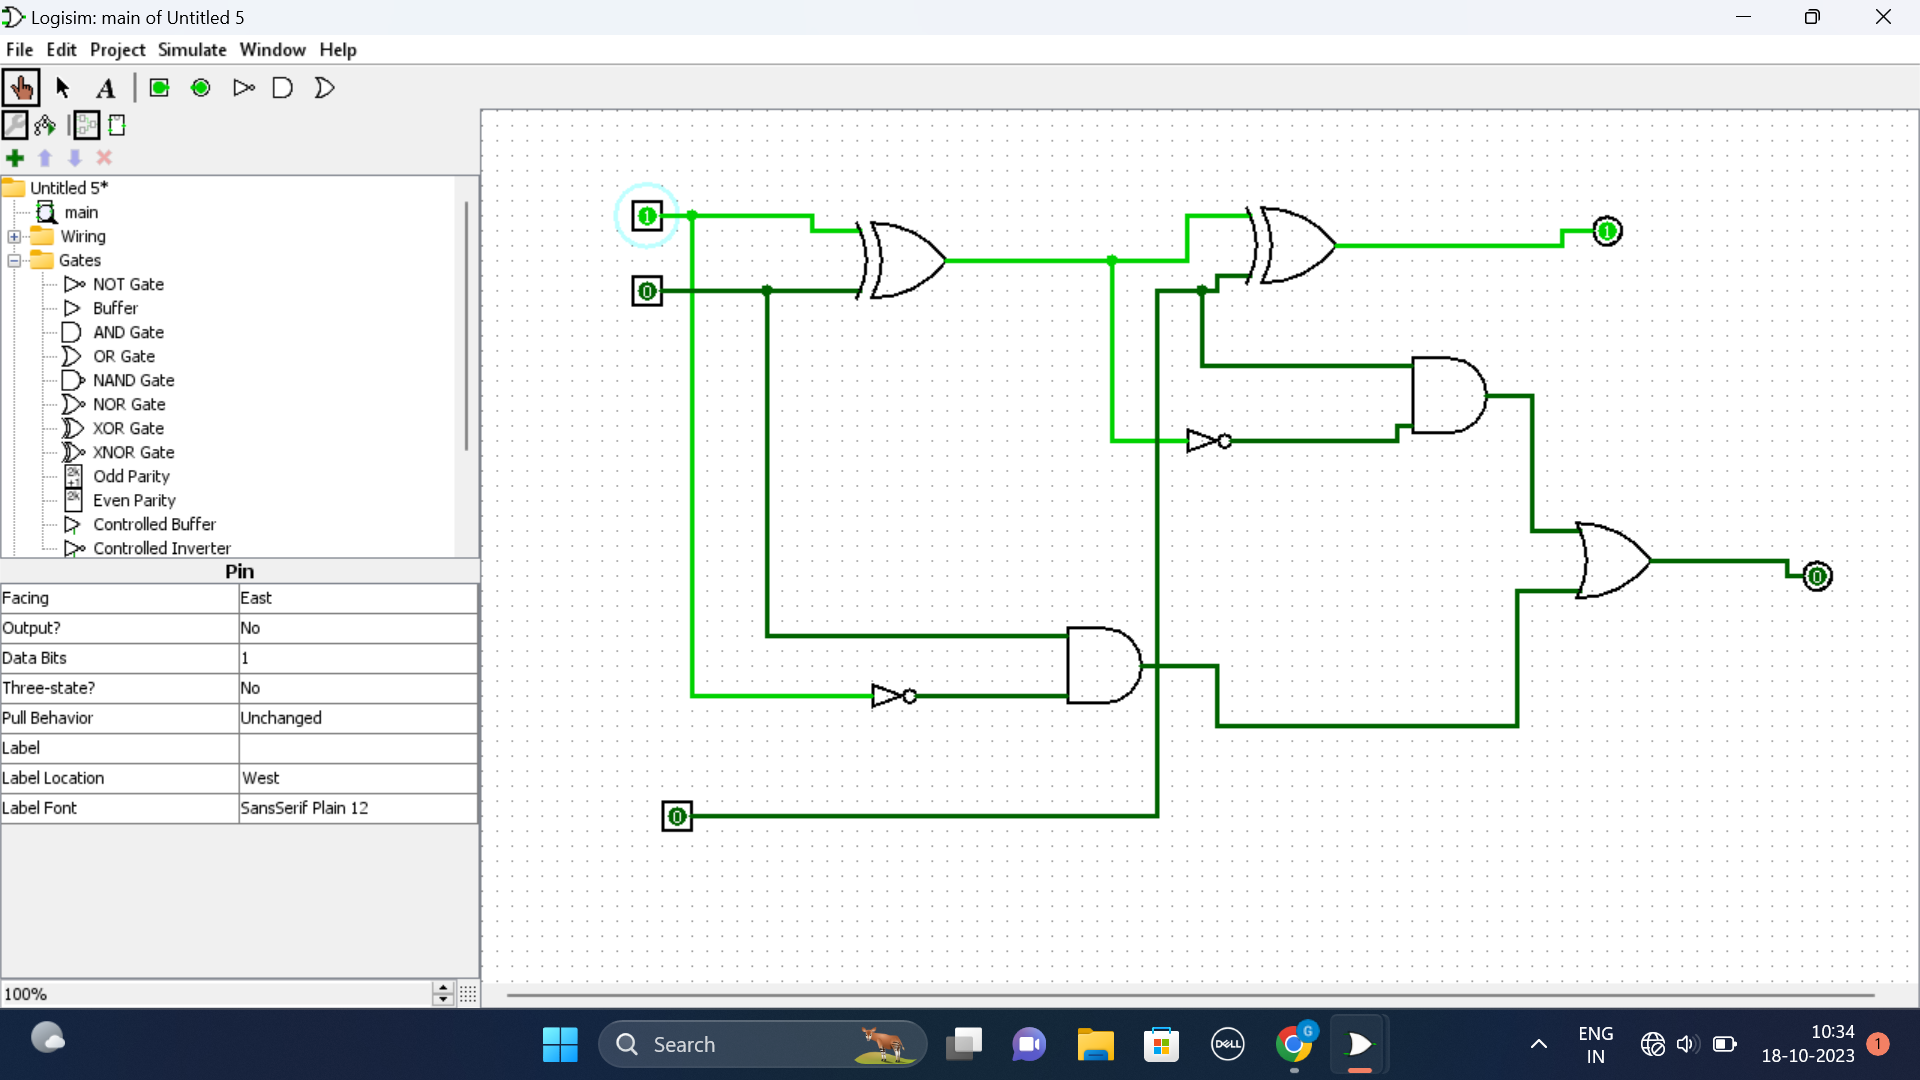 Logisim: main of Untitled 5
File Edit Project Simulate Window Help
A
Untitled 5*
main
Wiring
Gates
NOT Gate
Buffer
AND Gate
OR Gate
NAND Gate
NOR Gate
XOR Gate
XNOR Gate
2k+1 Odd Parity
2k Even Parity
Controlled Buffer
Controlled Inverter
Pin
Facing East
Output? No
Data Bits 1
Three-state? No
Pull Behavior Unchanged
Label
Label Location West
Label Font SansSerif Plain 12
100%
1
0
0
1
0
Search
DELL
G
ENG
IN
10:34
18-10-2023
1